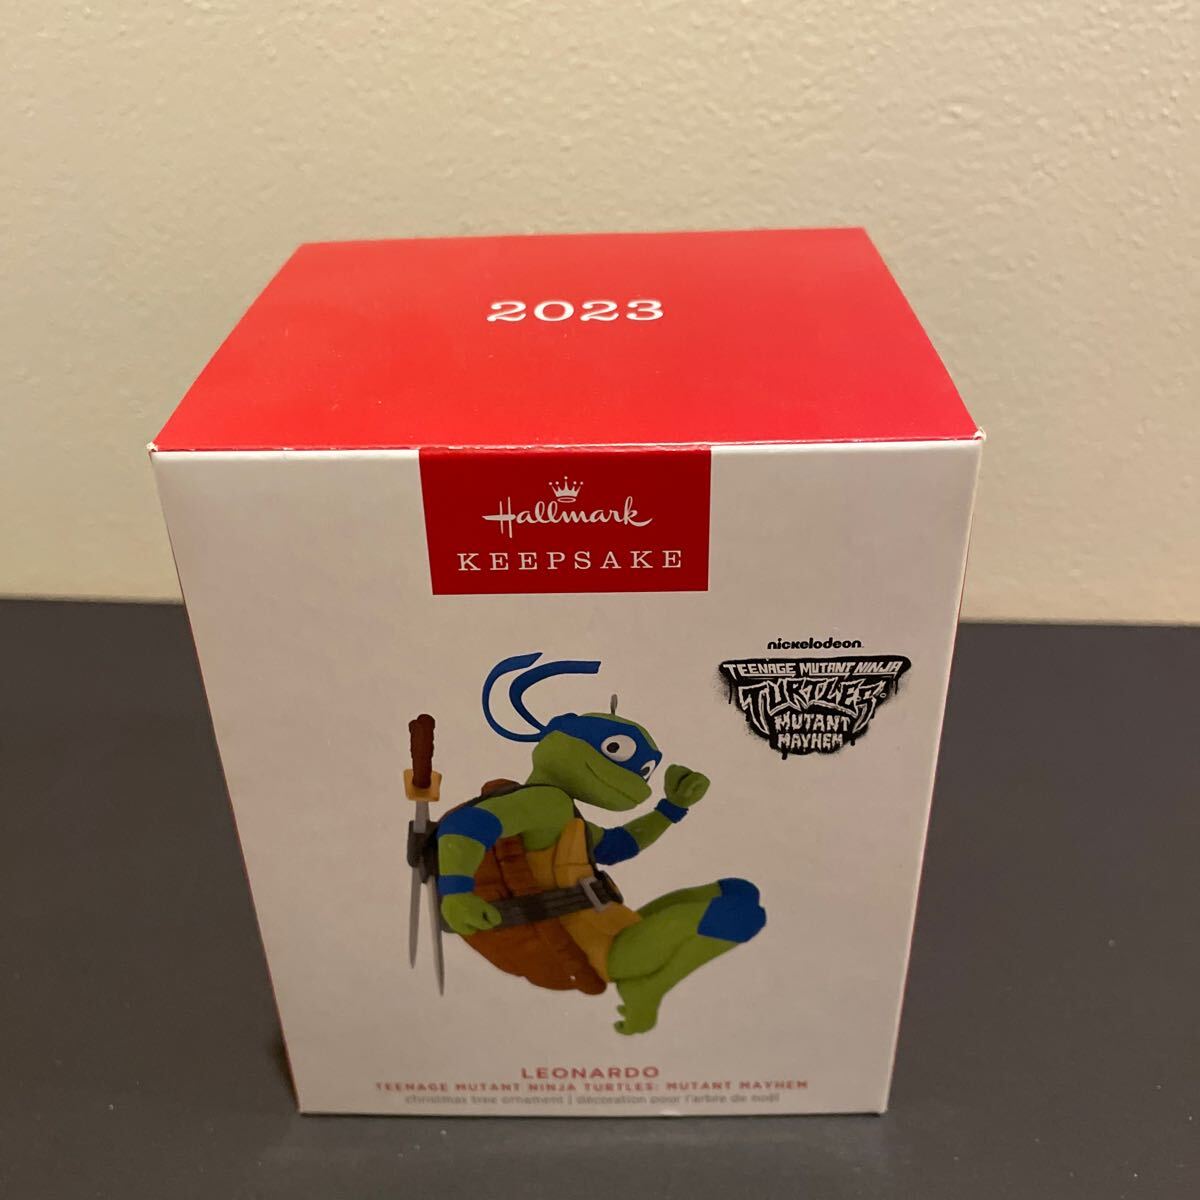 2023
Hallmark
KEEPSAKE
nickelodeon
TEENAGE MUTANT NINJA
TURTLES
MUTANT
MAYHEM
LEONARDO
TEENAGE MUTANT NINJA TURTLES: MUTANT MAYHEM
christmas tree ornament | décoration pour l'arbre de noël